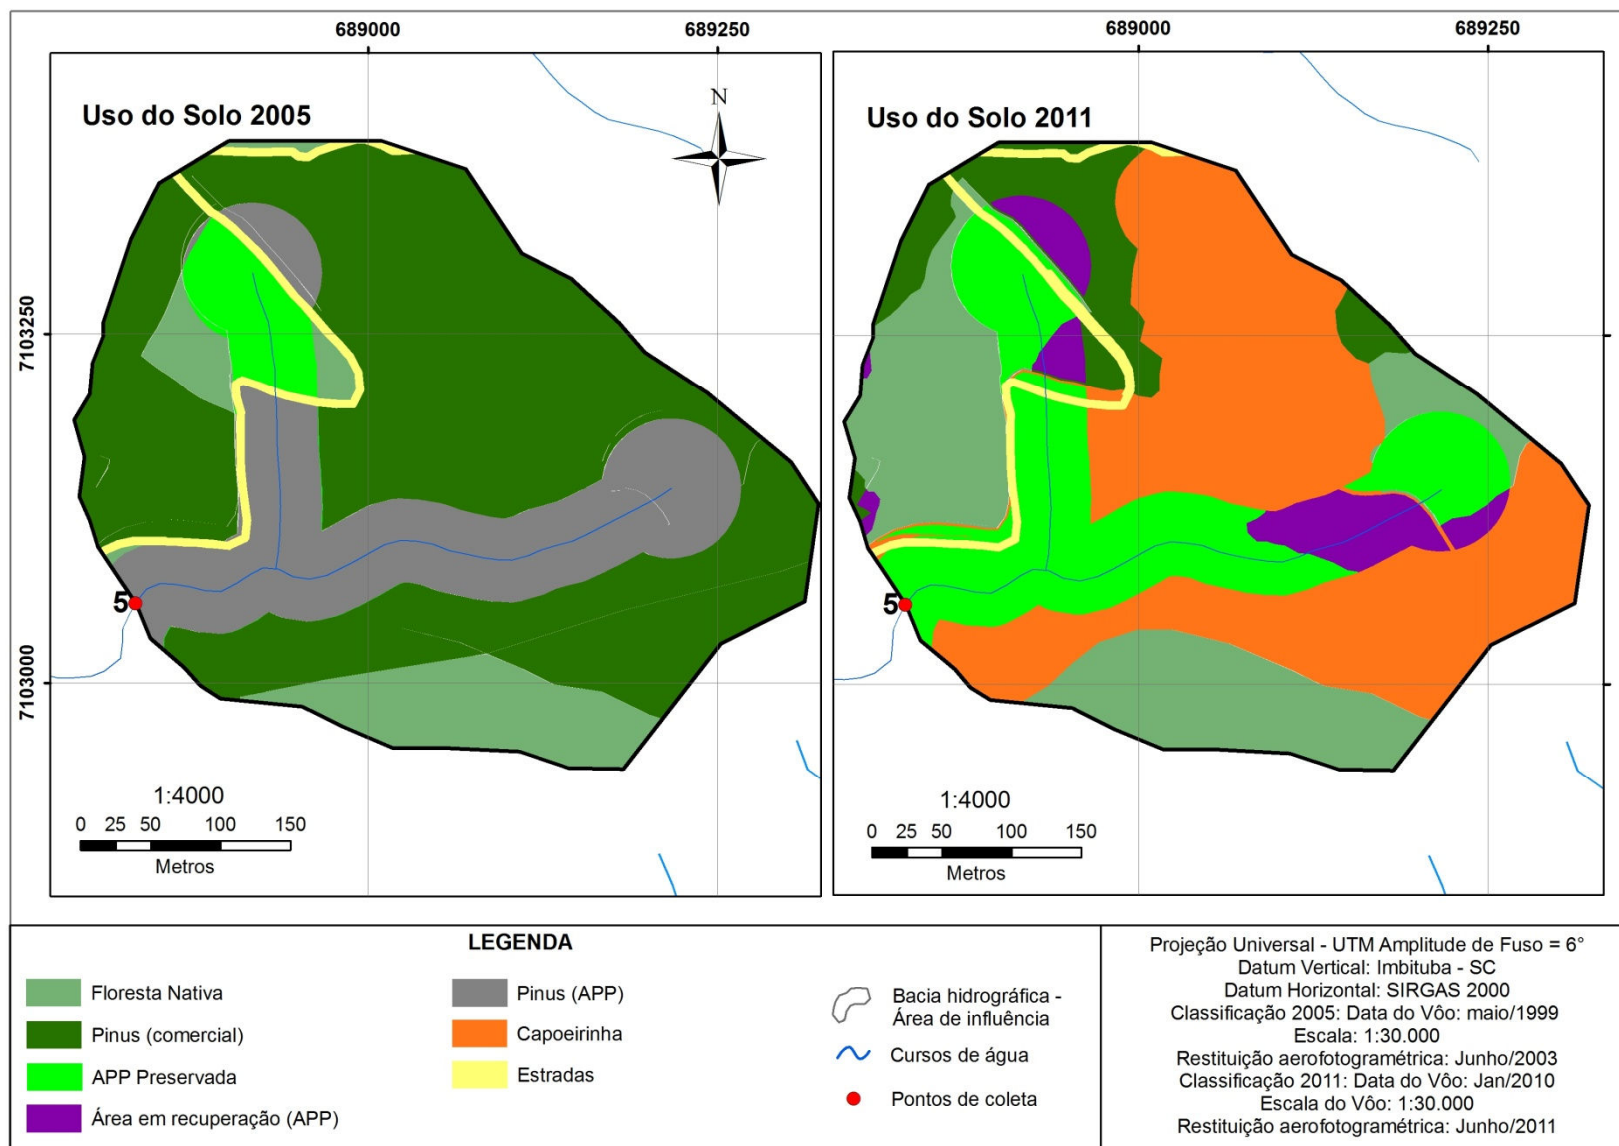 689000
689250
689000
689250
Uso do Solo 2005
N
Uso do Solo 2011
7103250
7103000
5
5
1:4000
0 25 50 100 150
Metros
1:4000
0 25 50 100 150
Metros
LEGENDA
Floresta Nativa
Pinus (comercial)
APP Preservada
Área em recuperação (APP)
Pinus (APP)
Capoeirinha
Estradas
Bacia hidrográfica -
Área de influência
Cursos de água
Pontos de coleta
Projeção Universal - UTM Amplitude de Fuso = 6°
Datum Vertical: Imbituba - SC
Datum Horizontal: SIRGAS 2000
Classificação 2005: Data do Vôo: maio/1999
Escala: 1:30.000
Restituição aerofotogramétrica: Junho/2003
Classificação 2011: Data do Vôo: Jan/2010
Escala do Vôo: 1:30.000
Restituição aerofotogramétrica: Junho/2011